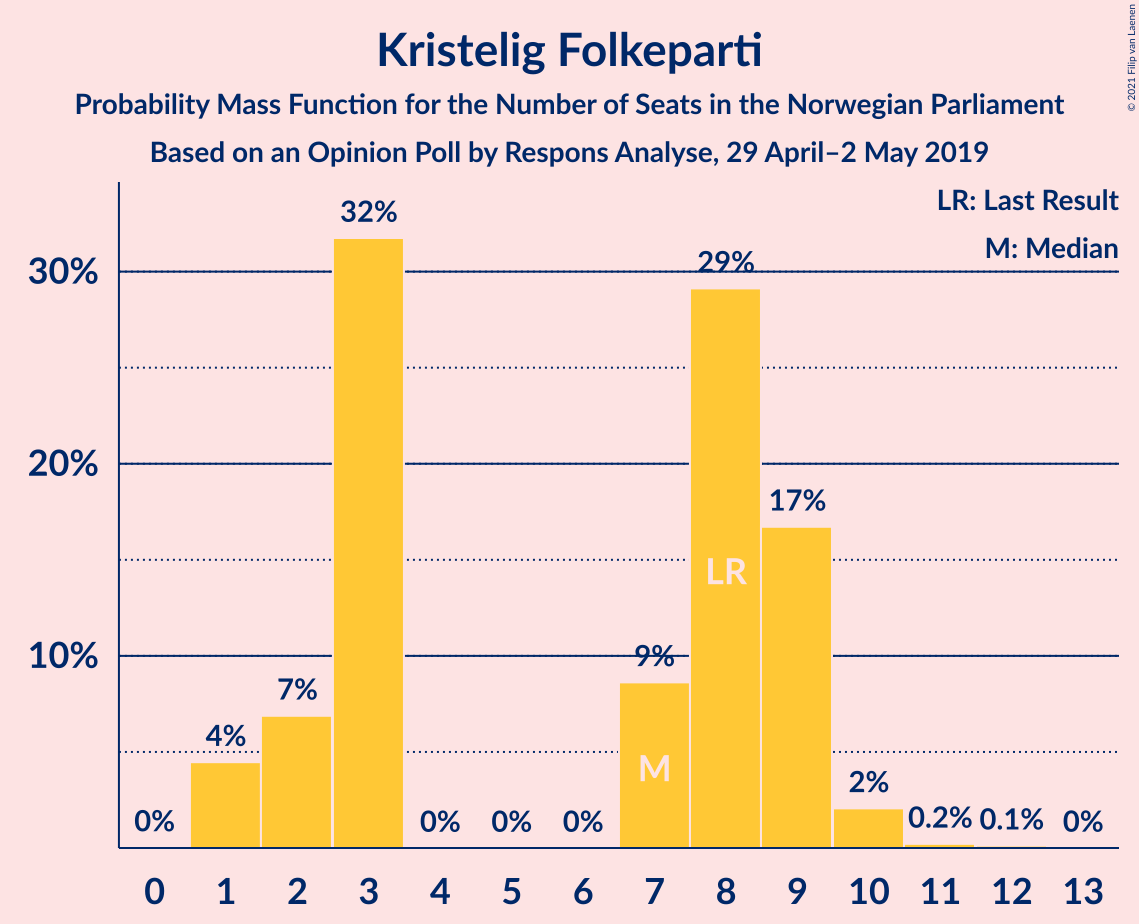 Kristelig Folkeparti
Probability Mass Function for the Number of Seats in the Norwegian Parliament
Based on an Opinion Poll by Respons Analyse, 29 April–2 May 2019
© 2021 Filip van Laenen
LR: Last Result
M: Median
30%
20%
10%
0%
4%
7%
32%
0%
0%
0%
9%
29%
17%
2%
0.2%
0.1%
0%
LR
M
0 1 2 3 4 5 6 7 8 9 10 11 12 13